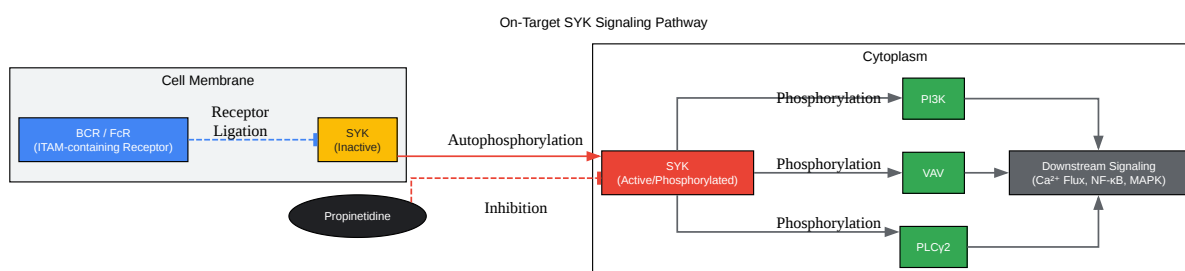 On-Target SYK Signaling Pathway
Cell Membrane
BCR / FcR
(ITAM-containing Receptor)
Receptor
Ligation
SYK
(Inactive)
Autophosphorylation
Propinetidine
Inhibition
Cytoplasm
SYK
(Active/Phosphorylated)
Phosphorylation
PI3K
Phosphorylation
VAV
Phosphorylation
PLCγ2
Downstream Signaling
(Ca²⁺ Flux, NF-κB, MAPK)